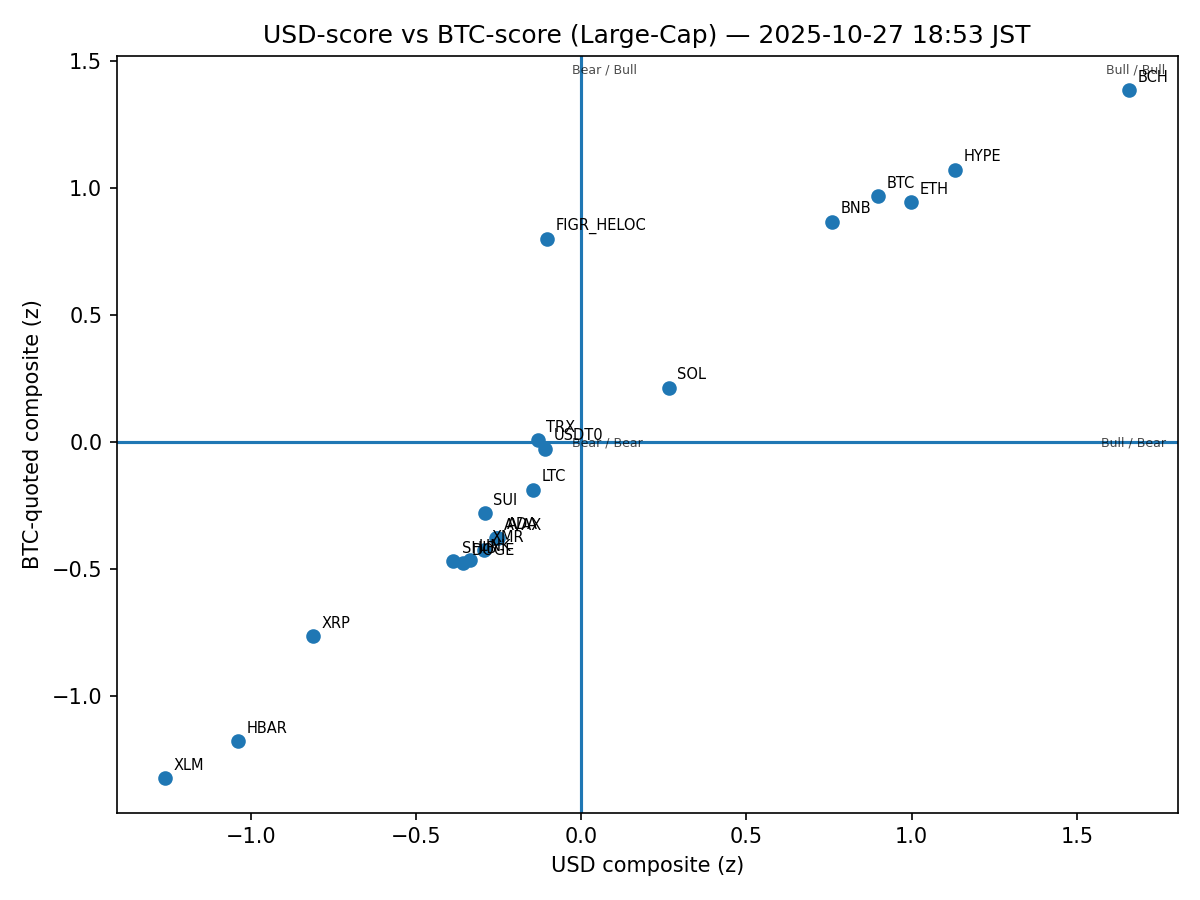 USD-score vs BTC-score (Large-Cap) — 2025-10-27 18:53 JST
BTC-quoted composite (z)
1.5
1.0
0.5
0.0
−0.5
−1.0
Bear / Bull
Bull / Bull
BCH
HYPE
BTC
ETH
BNB
FIGR_HELOC
SOL
TRX
USDT0
Bear / Bear
Bull / Bear
LTC
SUI
ADA
AVAX
XMR
LINK
SHIB
DOGE
XRP
HBAR
XLM
−1.0
−0.5
0.0
0.5
1.0
1.5
USD composite (z)